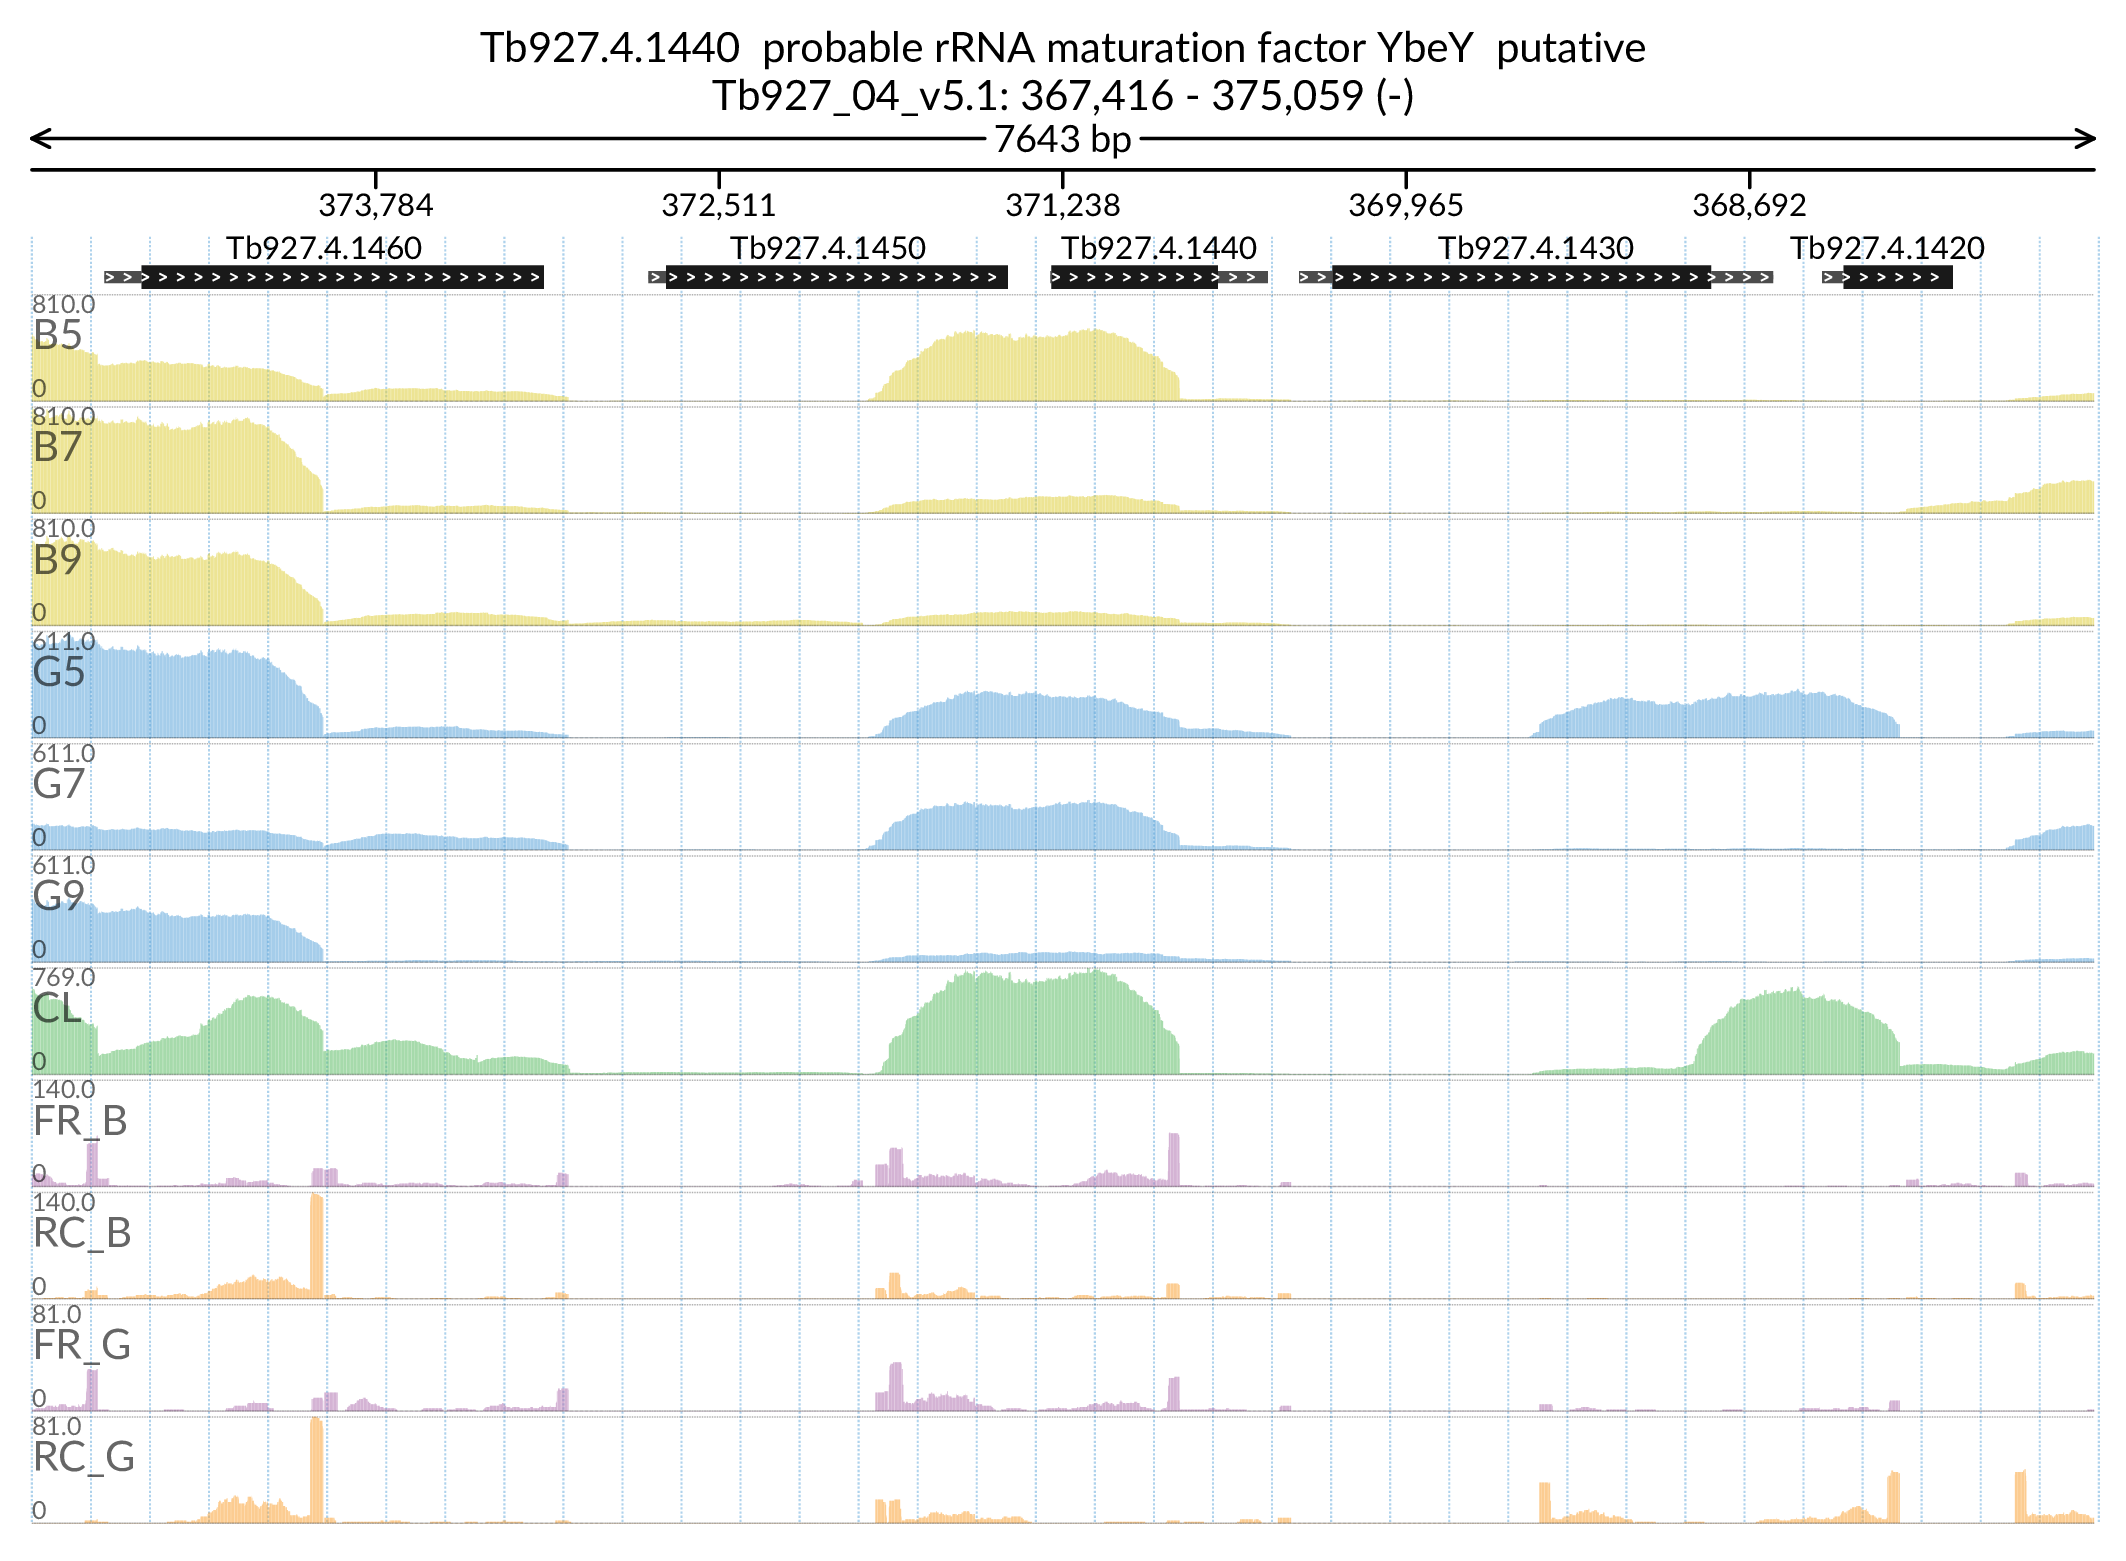 Tb927.4.1440  probable rRNA maturation factor YbeY  putative
Tb927_04_v5.1: 367,416 - 375,059 (-)
7643 bp
373,784 372,511 371,238 369,965 368,692
Tb927.4.1460 Tb927.4.1450 Tb927.4.1440 Tb927.4.1430 Tb927.4.1420
810.0
B5
0
810.0
B7
0
810.0
B9
0
611.0
G5
0
611.0
G7
0
611.0
G9
0
769.0
CL
0
140.0
FR_B
0
140.0
RC_B
0
81.0
FR_G
0
81.0
RC_G
0